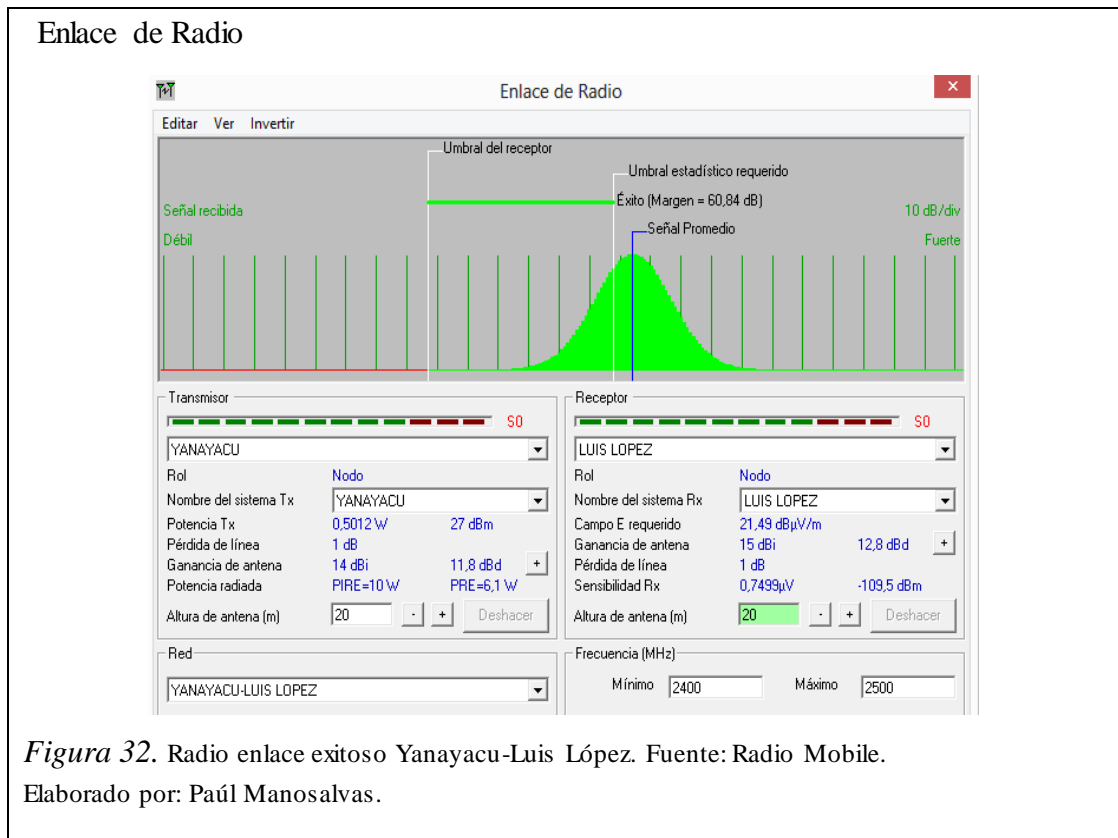 Enlace de Radio
Enlace de Radio
Editar Ver Invertir
Umbral del receptor
Umbral estadístico requerido
Éxito (Margen = 60,84 dB)
Señal recibida
10 dB/div
Señal Promedio
Débil
Fuerte
Transmisor
S0
YANAYACU
Rol Nodo
Nombre del sistema Tx YANAYACU
Potencia Tx 0,5012 W 27 dBm
Pérdida de línea 1 dB
Ganancia de antena 14 dBi 11,8 dBd +
Potencia radiada PIRE=10 W PRE=6,1 W
Altura de antena (m) 20 - + Deshacer
Receptor
S0
LUIS LOPEZ
Rol Nodo
Nombre del sistema Rx LUIS LOPEZ
Campo E requerido 21,49 dBµV/m
Ganancia de antena 15 dBi 12,8 dBd +
Pérdida de línea 1 dB
Sensibilidad Rx 0,7499µV -109,5 dBm
Altura de antena (m) 20 - + Deshacer
Red
YANAYACU-LUIS LOPEZ
Frecuencia (MHz)
Mínimo 2400 Máximo 2500
Figura 32. Radio enlace exitoso Yanayacu-Luis López. Fuente: Radio Mobile.
Elaborado por: Paúl Manosalvas.